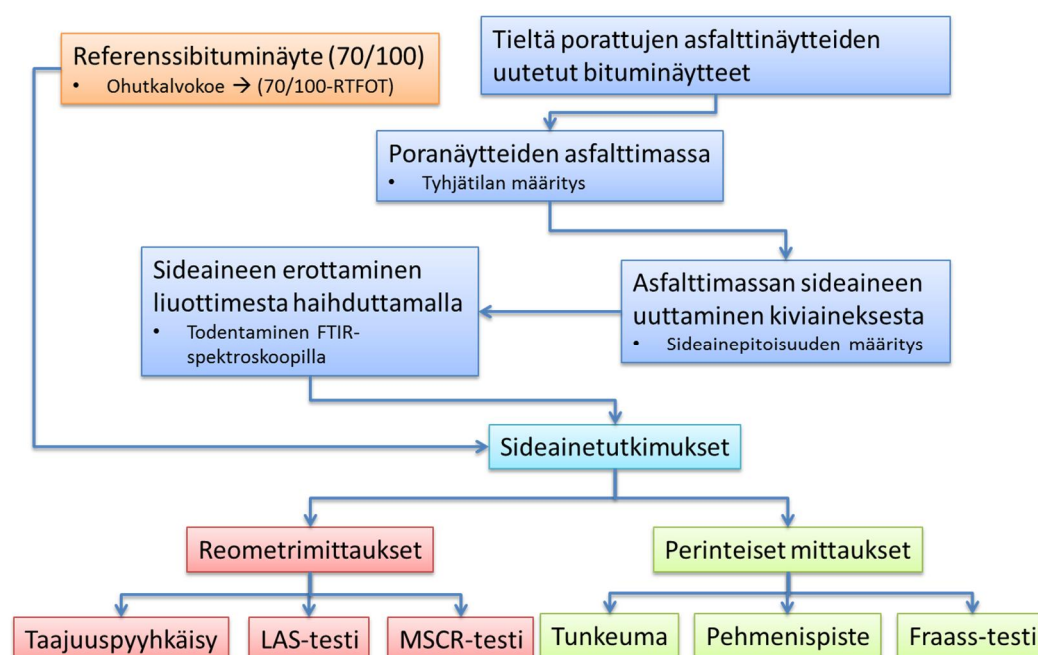 Referenssibituminäyte (70/100)
• Ohutkalvokoe → (70/100-RTFOT)
Tieltä porattujen asfalttinäytteiden
uutetut bituminäytteet
Poranäytteiden asfalttimassa
• Tyhjätilan määritys
Sideaineen erottaminen
liuottimesta haihduttamalla
• Todentaminen FTIR-
spektroskoopilla
Asfalttimassan sideaineen
uuttaminen kiviaineksesta
• Sideainepitoisuuden määritys
Sideainetutkimukset
Reometrimittaukset
Perinteiset mittaukset
Taajuuspyyhkäisy
LAS-testi
MSCR-testi
Tunkeuma
Pehmenispiste
Fraass-testi